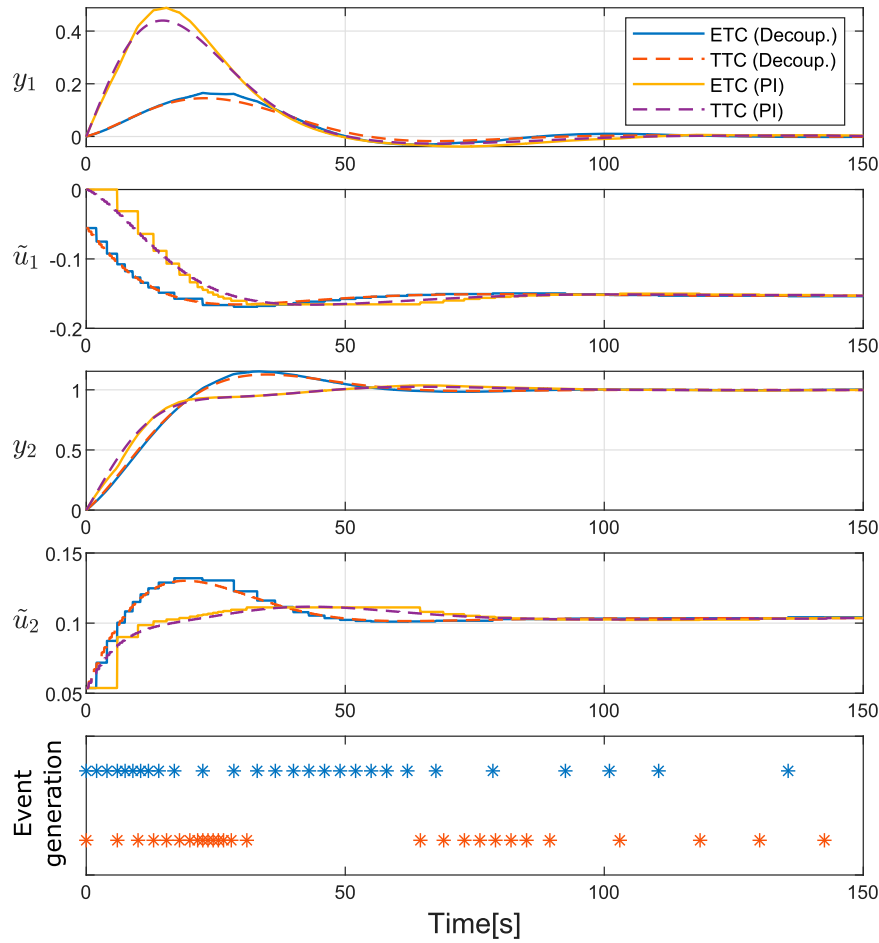 0.4
0.2
0
y₁
ETC (Decoup.)
TTC (Decoup.)
ETC (PI)
TTC (PI)
0 50 100 150
0
-0.1
-0.2
ũ₁
0 50 100 150
1
0.5
0
y₂
0 50 100 150
0.15
0.1
0.05
ũ₂
0 50 100 150
Event
generation
0 50 100 150
Time[s]